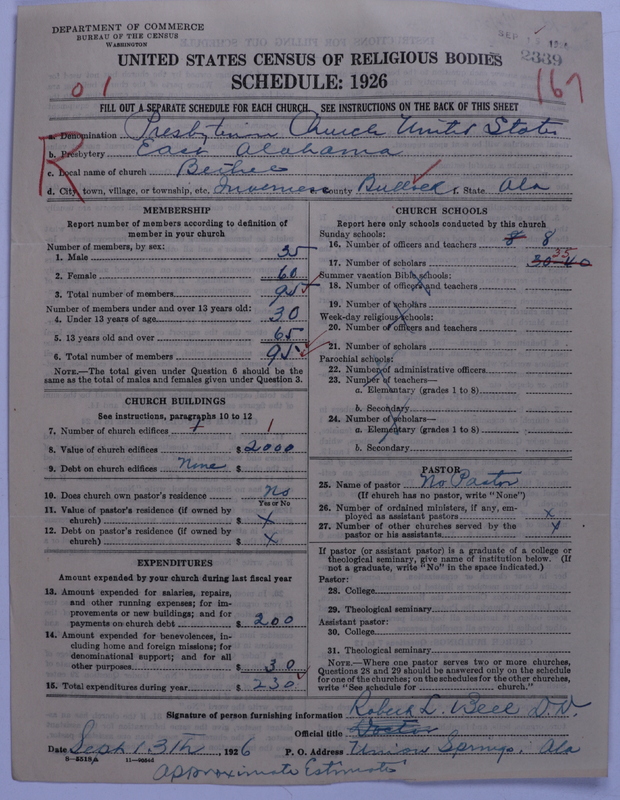 DEPARTMENT OF COMMERCE
BUREAU OF THE CENSUS
WASHINGTON
2339
UNITED STATES CENSUS OF RELIGIOUS BODIES
SCHEDULE: 1926
0 1
167
FILL OUT A SEPARATE SCHEDULE FOR EACH CHURCH. SEE INSTRUCTIONS ON THE BACK OF THIS SHEET
R
a. Denomination Presbyterian Church United States
b. Presbytery East Alabama
c. Local name of church Bethel
d. City, town, village, or township, etc. Inverness County Bullock State Ala
MEMBERSHIP
Report number of members according to definition of
member in your church
Number of members, by sex:
1. Male 35
2. Female 60
3. Total number of members 95
Number of members under and over 13 years old:
4. Under 13 years of age 30
5. 13 years old and over 65
6. Total number of members 95
NOTE.—The total given under Question 6 should be
same as the total of males and females given under Question 3.
CHURCH BUILDINGS
See instructions, paragraphs 10 to 12
7. Number of church edifices 1
8. Value of church edifices $ 2000
9. Debt on church edifices None $
10. Does church own pastor's residence No
Yes or No
11. Value of pastor's residence (if owned by
church) $ x
12. Debt on pastor's residence (if owned by
church) $ x
EXPENDITURES
Amount expended by your church during last fiscal year
13. Amount expended for salaries, repairs,
and other running expenses; for im-
provements or new buildings; and for
payments on church debt $ 200
14. Amount expended for benevolences, in-
cluding home and foreign missions; for
denominational support; and for all
other purposes $ 30
15. Total expenditures during year $ 230
CHURCH SCHOOLS
Report here only schools conducted by this church
Sunday schools:
16. Number of officers and teachers 8 8
17. Number of scholars 30 40 35
Summer vacation Bible schools:
18. Number of officers and teachers
19. Number of scholars
Week-day religious schools:
20. Number of officers and teachers
21. Number of scholars
Parochial schools:
22. Number of administrative officers
23. Number of teachers—
a. Elementary (grades 1 to 8)
b. Secondary
24. Number of scholars—
a. Elementary (grades 1 to 8)
b. Secondary
PASTOR
25. Name of pastor No Pastor
(If church has no pastor, write "None")
26. Number of ordained ministers, if any, em-
ployed as assistant pastors x
27. Number of other churches served by the
pastor or his assistants x
If pastor (or assistant pastor) is a graduate of a college or
theological seminary, give name of institution below. (If
not a graduate, write "No" in the space indicated.)
Pastor:
28. College
29. Theological seminary
Assistant pastor:
30. College
31. Theological seminary
NOTE.—Where one pastor serves two or more churches,
Questions 28 and 29 should be answered only on the schedule
for one of the churches; on the schedules for the other churches,
write "See schedule for church."
Signature of person furnishing information Robert L. Bell D.D.
Official title Doctor
Date Sept 13th, 1926 P. O. Address Union Springs, Ala
8-5518a 11-9064d
Approximate Estimate